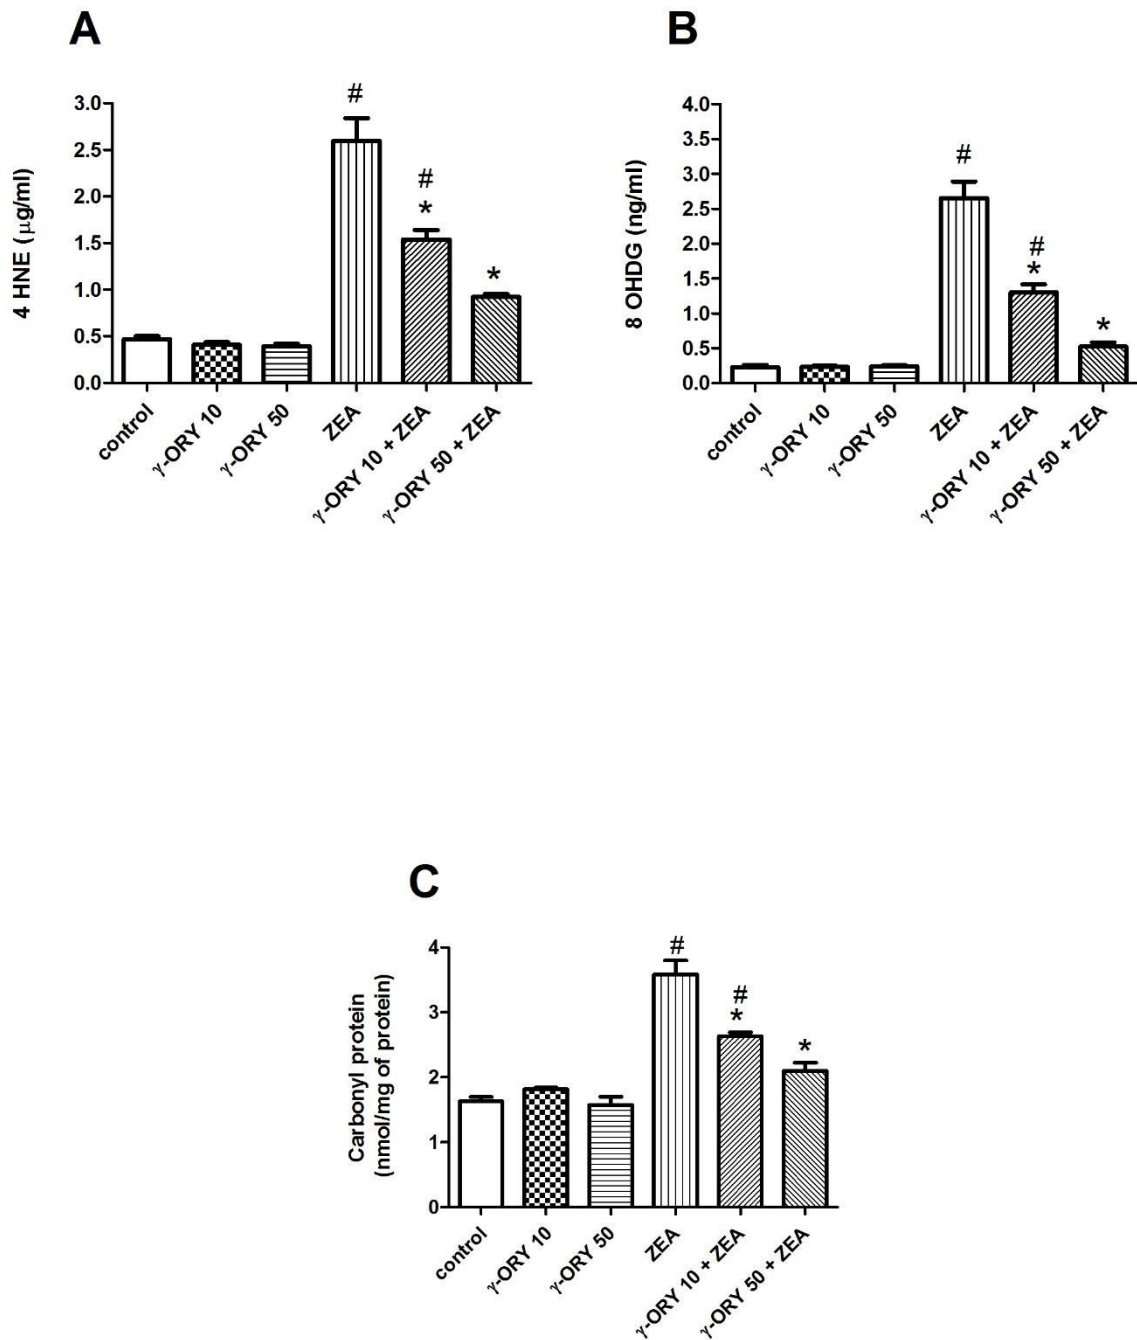 A
4 HNE (μg/ml)
3.0
2.5
2.0
1.5
1.0
0.5
0.0
#
#
*
*
control
γ-ORY 10
γ-ORY 50
ZEA
γ-ORY 10 + ZEA
γ-ORY 50 + ZEA
B
8 OHDG (ng/ml)
4.0
3.5
3.0
2.5
2.0
1.5
1.0
0.5
0.0
#
#
*
*
control
γ-ORY 10
γ-ORY 50
ZEA
γ-ORY 10 + ZEA
γ-ORY 50 + ZEA
C
Carbonyl protein
(nmol/mg of protein)
4
3
2
1
0
#
#
*
*
control
γ-ORY 10
γ-ORY 50
ZEA
γ-ORY 10 + ZEA
γ-ORY 50 + ZEA